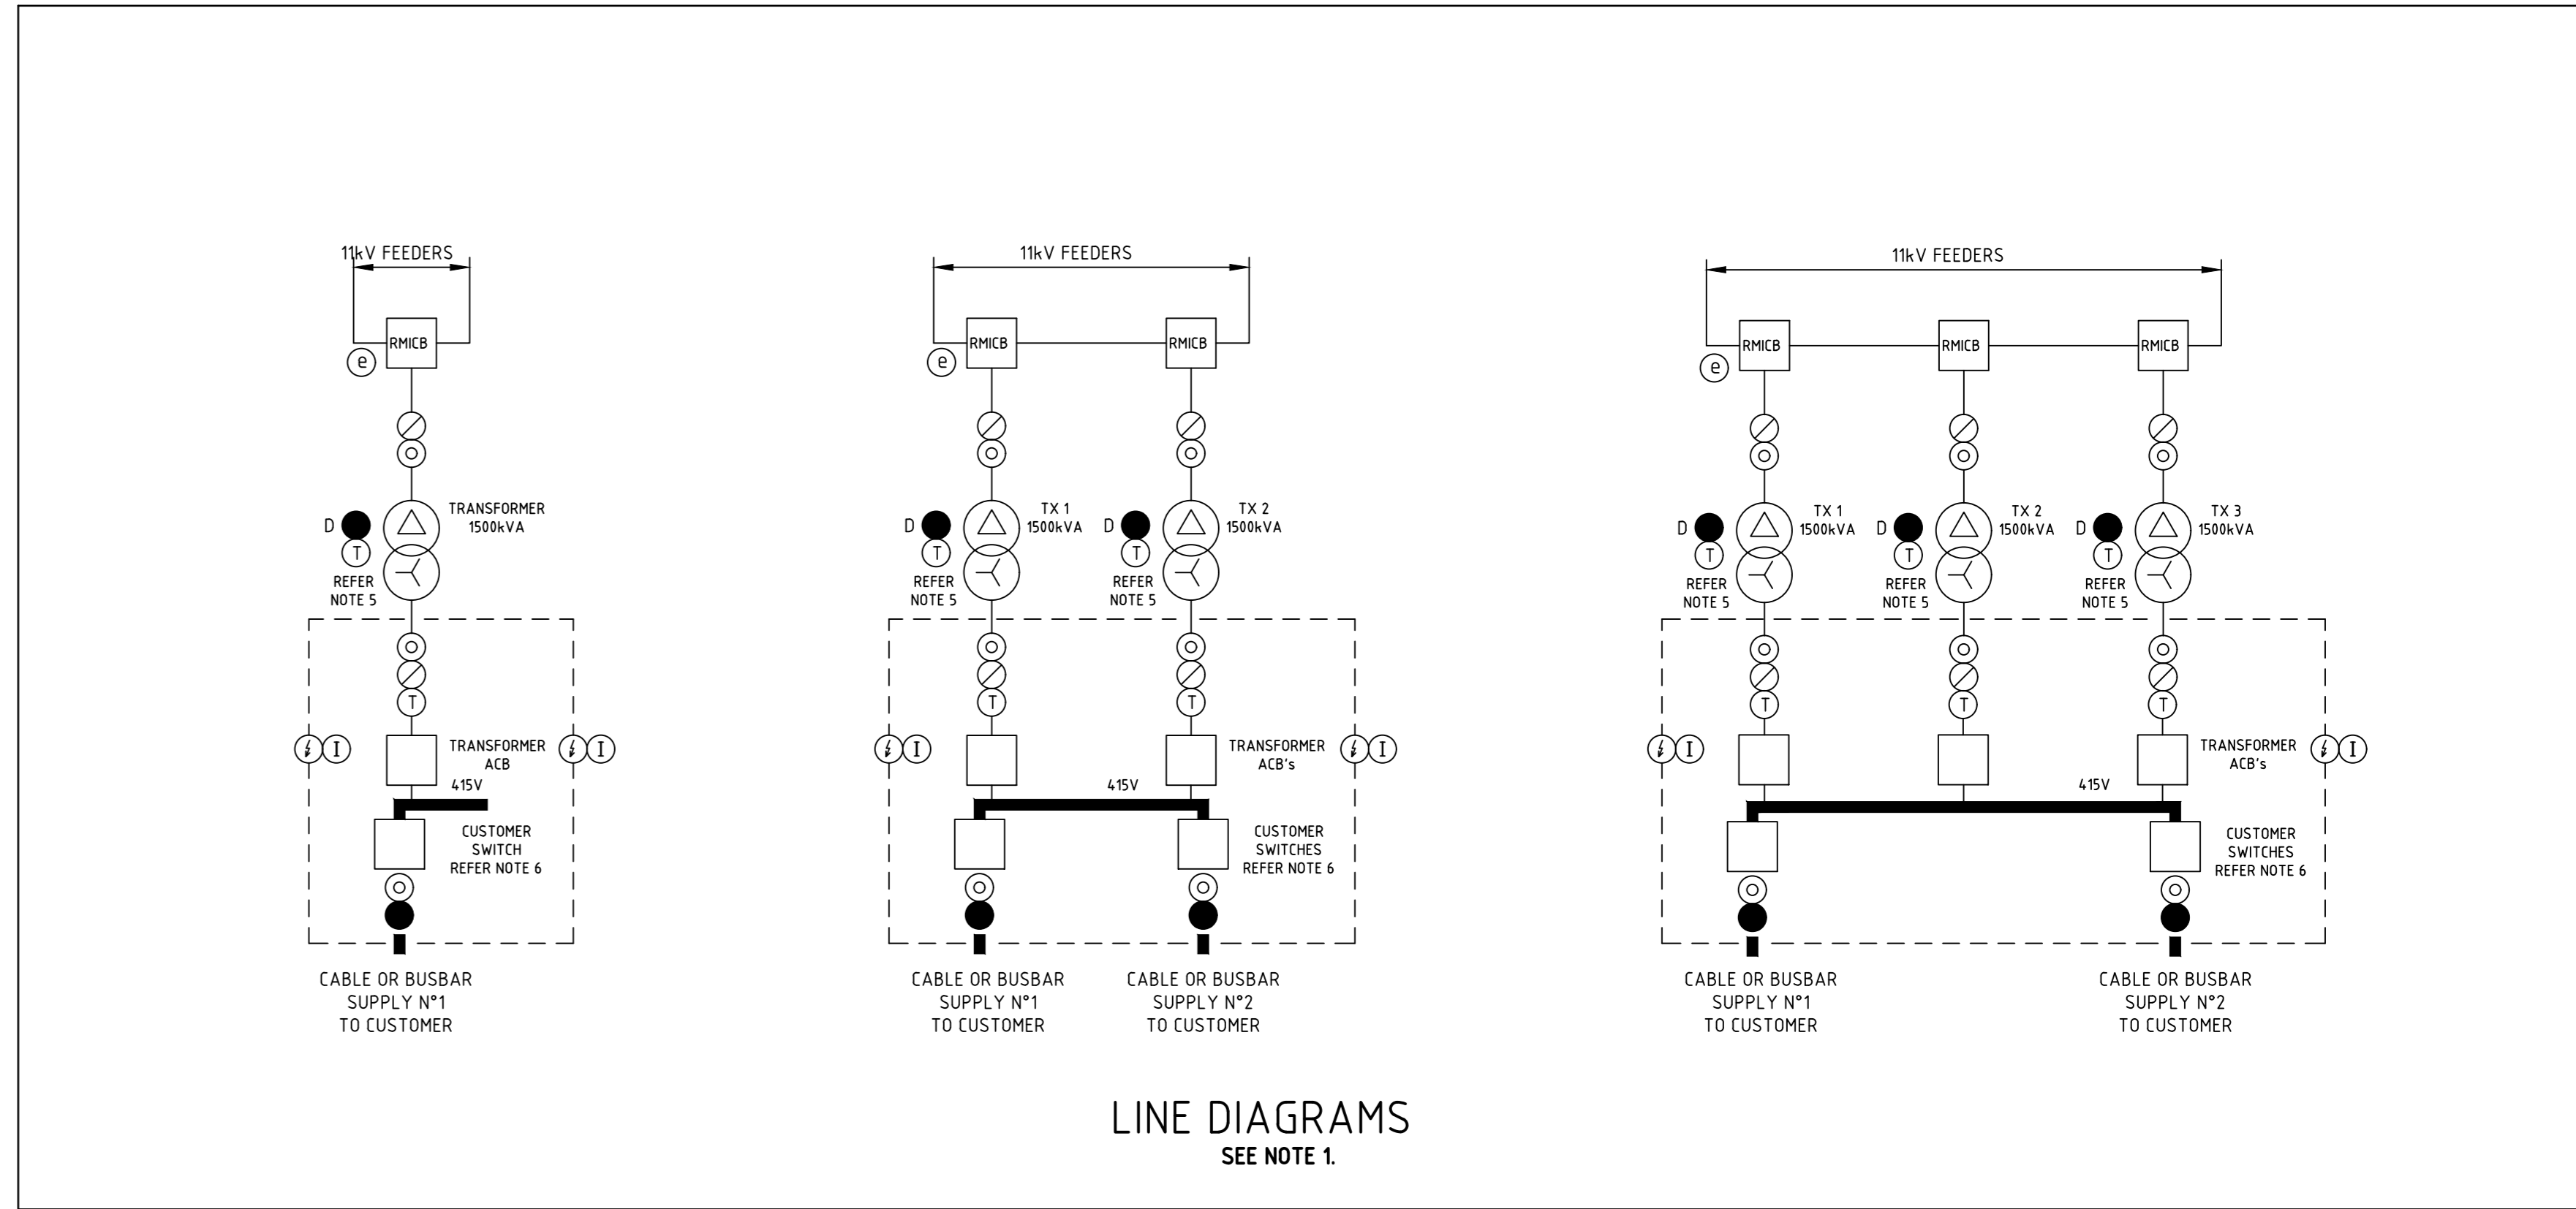 11kV FEEDERS
RMICB
e
D
T
TRANSFORMER
1500kVA
REFER
NOTE 5
T
I
I
TRANSFORMER
ACB
415V
CUSTOMER
SWITCH
REFER NOTE 6
CABLE OR BUSBAR
SUPPLY N°1
TO CUSTOMER
11kV FEEDERS
RMICB
RMICB
e
D
T
TX 1
1500kVA
REFER
NOTE 5
D
T
TX 2
1500kVA
REFER
NOTE 5
T
T
I
I
TRANSFORMER
ACB's
415V
CUSTOMER
SWITCHES
REFER NOTE 6
CABLE OR BUSBAR
SUPPLY N°1
TO CUSTOMER
CABLE OR BUSBAR
SUPPLY N°2
TO CUSTOMER
11kV FEEDERS
RMICB
RMICB
RMICB
e
D
T
TX 1
1500kVA
REFER
NOTE 5
D
T
TX 2
1500kVA
REFER
NOTE 5
D
T
TX 3
1500kVA
REFER
NOTE 5
T
T
T
I
I
TRANSFORMER
ACB's
415V
CUSTOMER
SWITCHES
REFER NOTE 6
CABLE OR BUSBAR
SUPPLY N°1
TO CUSTOMER
CABLE OR BUSBAR
SUPPLY N°2
TO CUSTOMER
LINE DIAGRAMS
SEE NOTE 1.